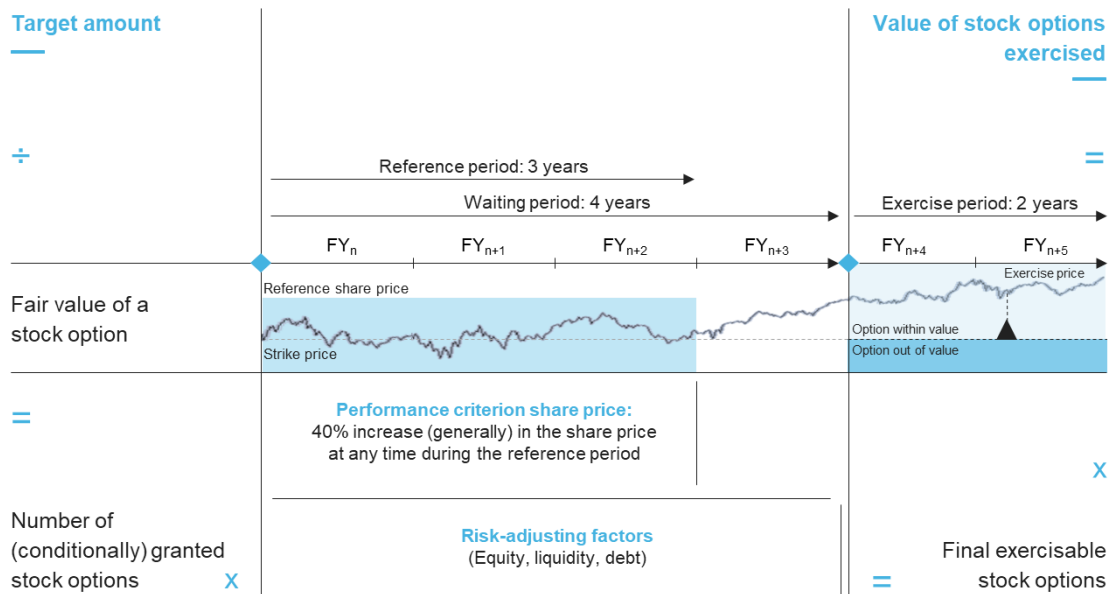 Target amount
÷
Fair value of a
stock option
=
Number of
(conditionally) granted
stock options x
Reference period: 3 years
Waiting period: 4 years
FYn
FYn+1
FYn+2
FYn+3
Reference share price
Strike price
Performance criterion share price:
40% increase (generally) in the share price
at any time during the reference period
Risk-adjusting factors
(Equity, liquidity, debt)
Value of stock options
exercised
=
Exercise period: 2 years
FYn+4
FYn+5
Exercise price
Option within value
Option out of value
x
Final exercisable
= stock options